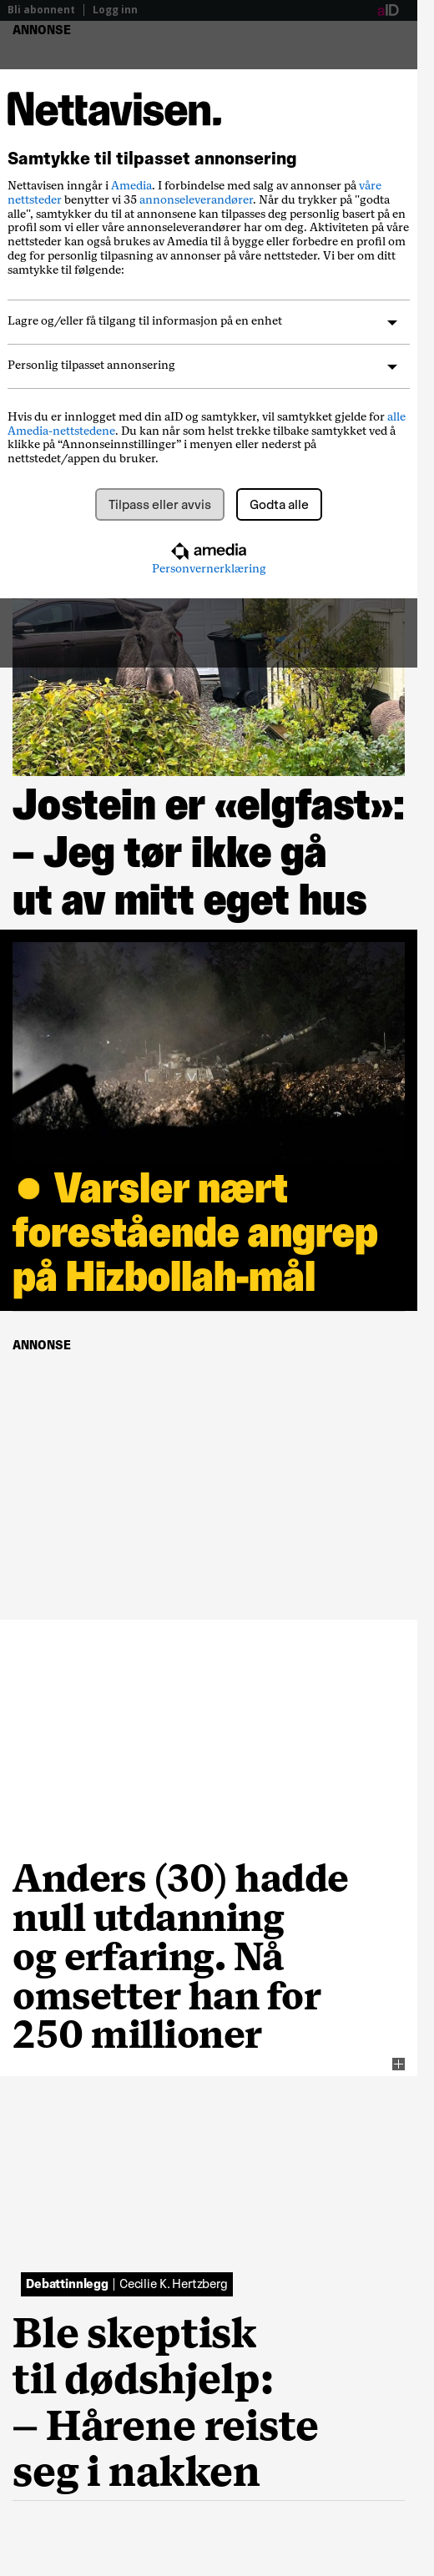 Bli abonnent | Logg inn
aID
ANNONSE
Nettavisen.
Samtykke til tilpasset annonsering
Nettavisen inngår i Amedia. I forbindelse med salg av annonser på våre
nettsteder benytter vi 35 annonseleverandører. Når du trykker på "godta
alle", samtykker du til at annonsene kan tilpasses deg personlig basert på en
profil som vi eller våre annonseleverandører har om deg. Aktiviteten på våre
nettsteder kan også brukes av Amedia til å bygge eller forbedre en profil om
deg for personlig tilpasning av annonser på våre nettsteder. Vi ber om ditt
samtykke til følgende:
Lagre og/eller få tilgang til informasjon på en enhet
Personlig tilpasset annonsering
Hvis du er innlogget med din aID og samtykker, vil samtykket gjelde for alle
Amedia-nettstedene. Du kan når som helst trekke tilbake samtykket ved å
klikke på “Annonseinnstillinger” i menyen eller nederst på
nettstedet/appen du bruker.
Tilpass eller avvis
Godta alle
amedia
Personvernerklæring
Jostein er «elgfast»:
– Jeg tør ikke gå
ut av mitt eget hus
● Varsler nært
forestående angrep
på Hizbollah-mål
ANNONSE
Anders (30) hadde
null utdanning
og erfaring. Nå
omsetter han for
250 millioner
Debattinnlegg | Cecilie K. Hertzberg
Ble skeptisk
til dødshjelp:
– Hårene reiste
seg i nakken